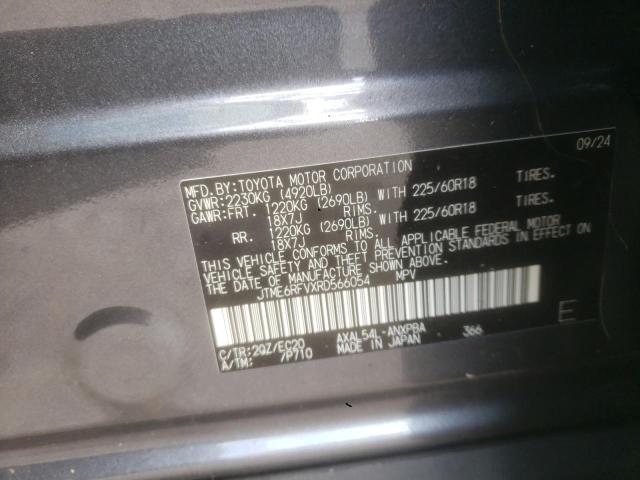 09/24
MFD.BY:TOYOTA MOTOR CORPORATION
GVWR:2230KG (4920LB)
GAWR:FRT. 1220KG (2690LB) WITH 225/60R18 TIRES.
18X7J RIMS.
RR. 1220KG (2690LB) WITH 225/60R18 TIRES.
18X7J RIMS.
THIS VEHICLE CONFORMS TO ALL APPLICABLE FEDERAL MOTOR
VEHICLE SAFETY AND THEFT PREVENTION STANDARDS IN EFFECT ON
THE DATE OF MANUFACTURE SHOWN ABOVE.
JTME6RFVXRD566054 MPV
C/TR:2QZ/EC20 AXAL54L-ANXPBA 366
A/TM: 7P710 MADE IN JAPAN
E